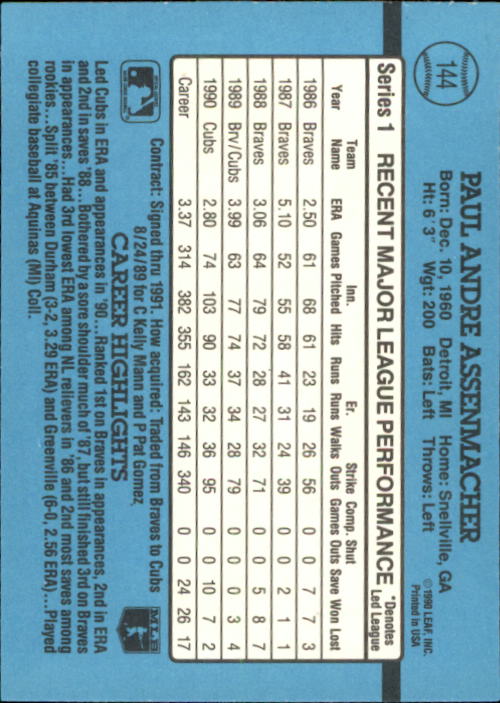 144
PAUL ANDRE ASSENMACHER
Born: Dec. 10, 1960 Detroit, MI Home: Snellville, GA
Ht: 6' 3" Wgt: 200 Bats: Left Throws: Left
©1990 LEAF, INC.
Printed in USA
Series 1 RECENT MAJOR LEAGUE PERFORMANCE *Denotes
Led League
Team Inn. Er. Strike Comp. Shut
Year Name ERA Games Pitched Hits Runs Runs Walks Outs Games Outs Save Won Lost
1986 Braves 2.50 61 68 61 23 19 26 56 0 0 7 7 3
1987 Braves 5.10 52 55 58 41 31 24 39 0 0 2 1 1
1988 Braves 3.06 64 79 72 28 27 32 71 0 0 5 8 7
1989 Brv/Cubs 3.99 63 77 74 37 34 28 79 0 0 0 3 4
1990 Cubs 2.80 74 103 90 33 32 36 95 0 0 10 7 2
Career 3.37 314 382 355 162 143 146 340 0 0 24 26 17
Contract: Signed thru 1991. How acquired: Traded from Braves to Cubs
8/24/89 for C Kelly Mann and P Pat Gomez.
MLB
CAREER HIGHLIGHTS
Led Cubs in ERA and appearances in '90...Ranked 1st on Braves in appearances, 2nd in ERA
and 2nd in saves '88...Bothered by a sore shoulder much of '87, but still finished 3rd on Braves
in appearances...Had 3rd lowest ERA among NL relievers in '86 and 2nd most saves among
rookies...Split '85 between Durham (3-2, 3.29 ERA) and Greenville (6-0, 2.56 ERA)...Played
collegiate baseball at Aquinas (MI) Coll.